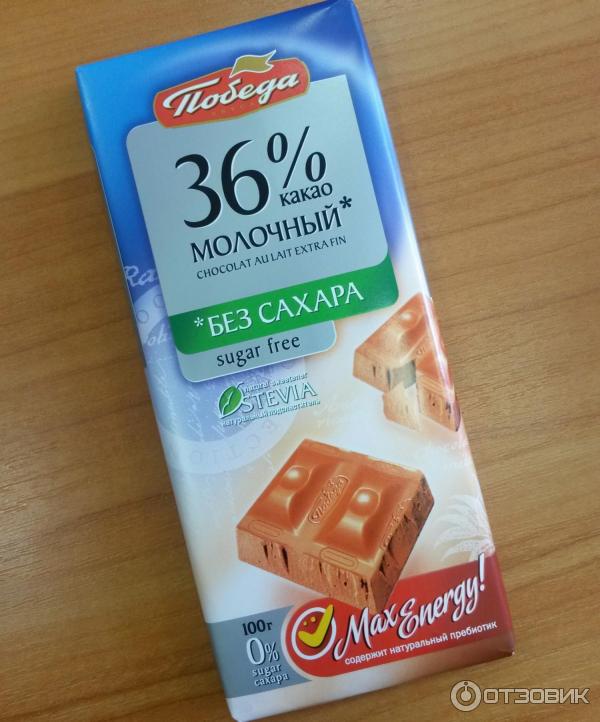 Победа
36%
какао
МОЛОЧНЫЙ*
CHOCOLAT AU LAIT EXTRA FIN
*БЕЗ САХАРА
sugar free
natural sweetener
STEVIA
натуральный подсластитель
Победа
100г
0%
sugar
сахара
Max Energy!
содержит натуральный пребиотик
ОТЗОВИК